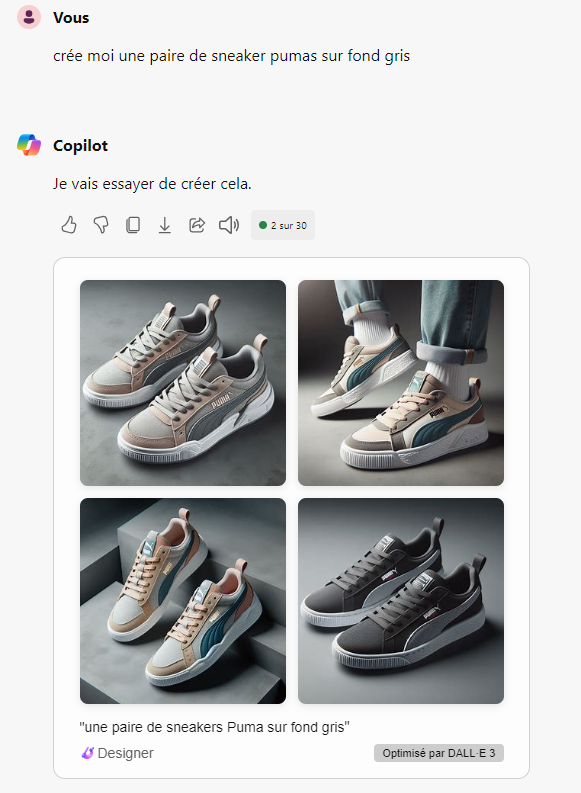 Vous
crée moi une paire de sneaker pumas sur fond gris
Copilot
Je vais essayer de créer cela.
2 sur 30
PUMA
PUMA
"une paire de sneakers Puma sur fond gris"
Designer
Optimisé par DALL·E 3